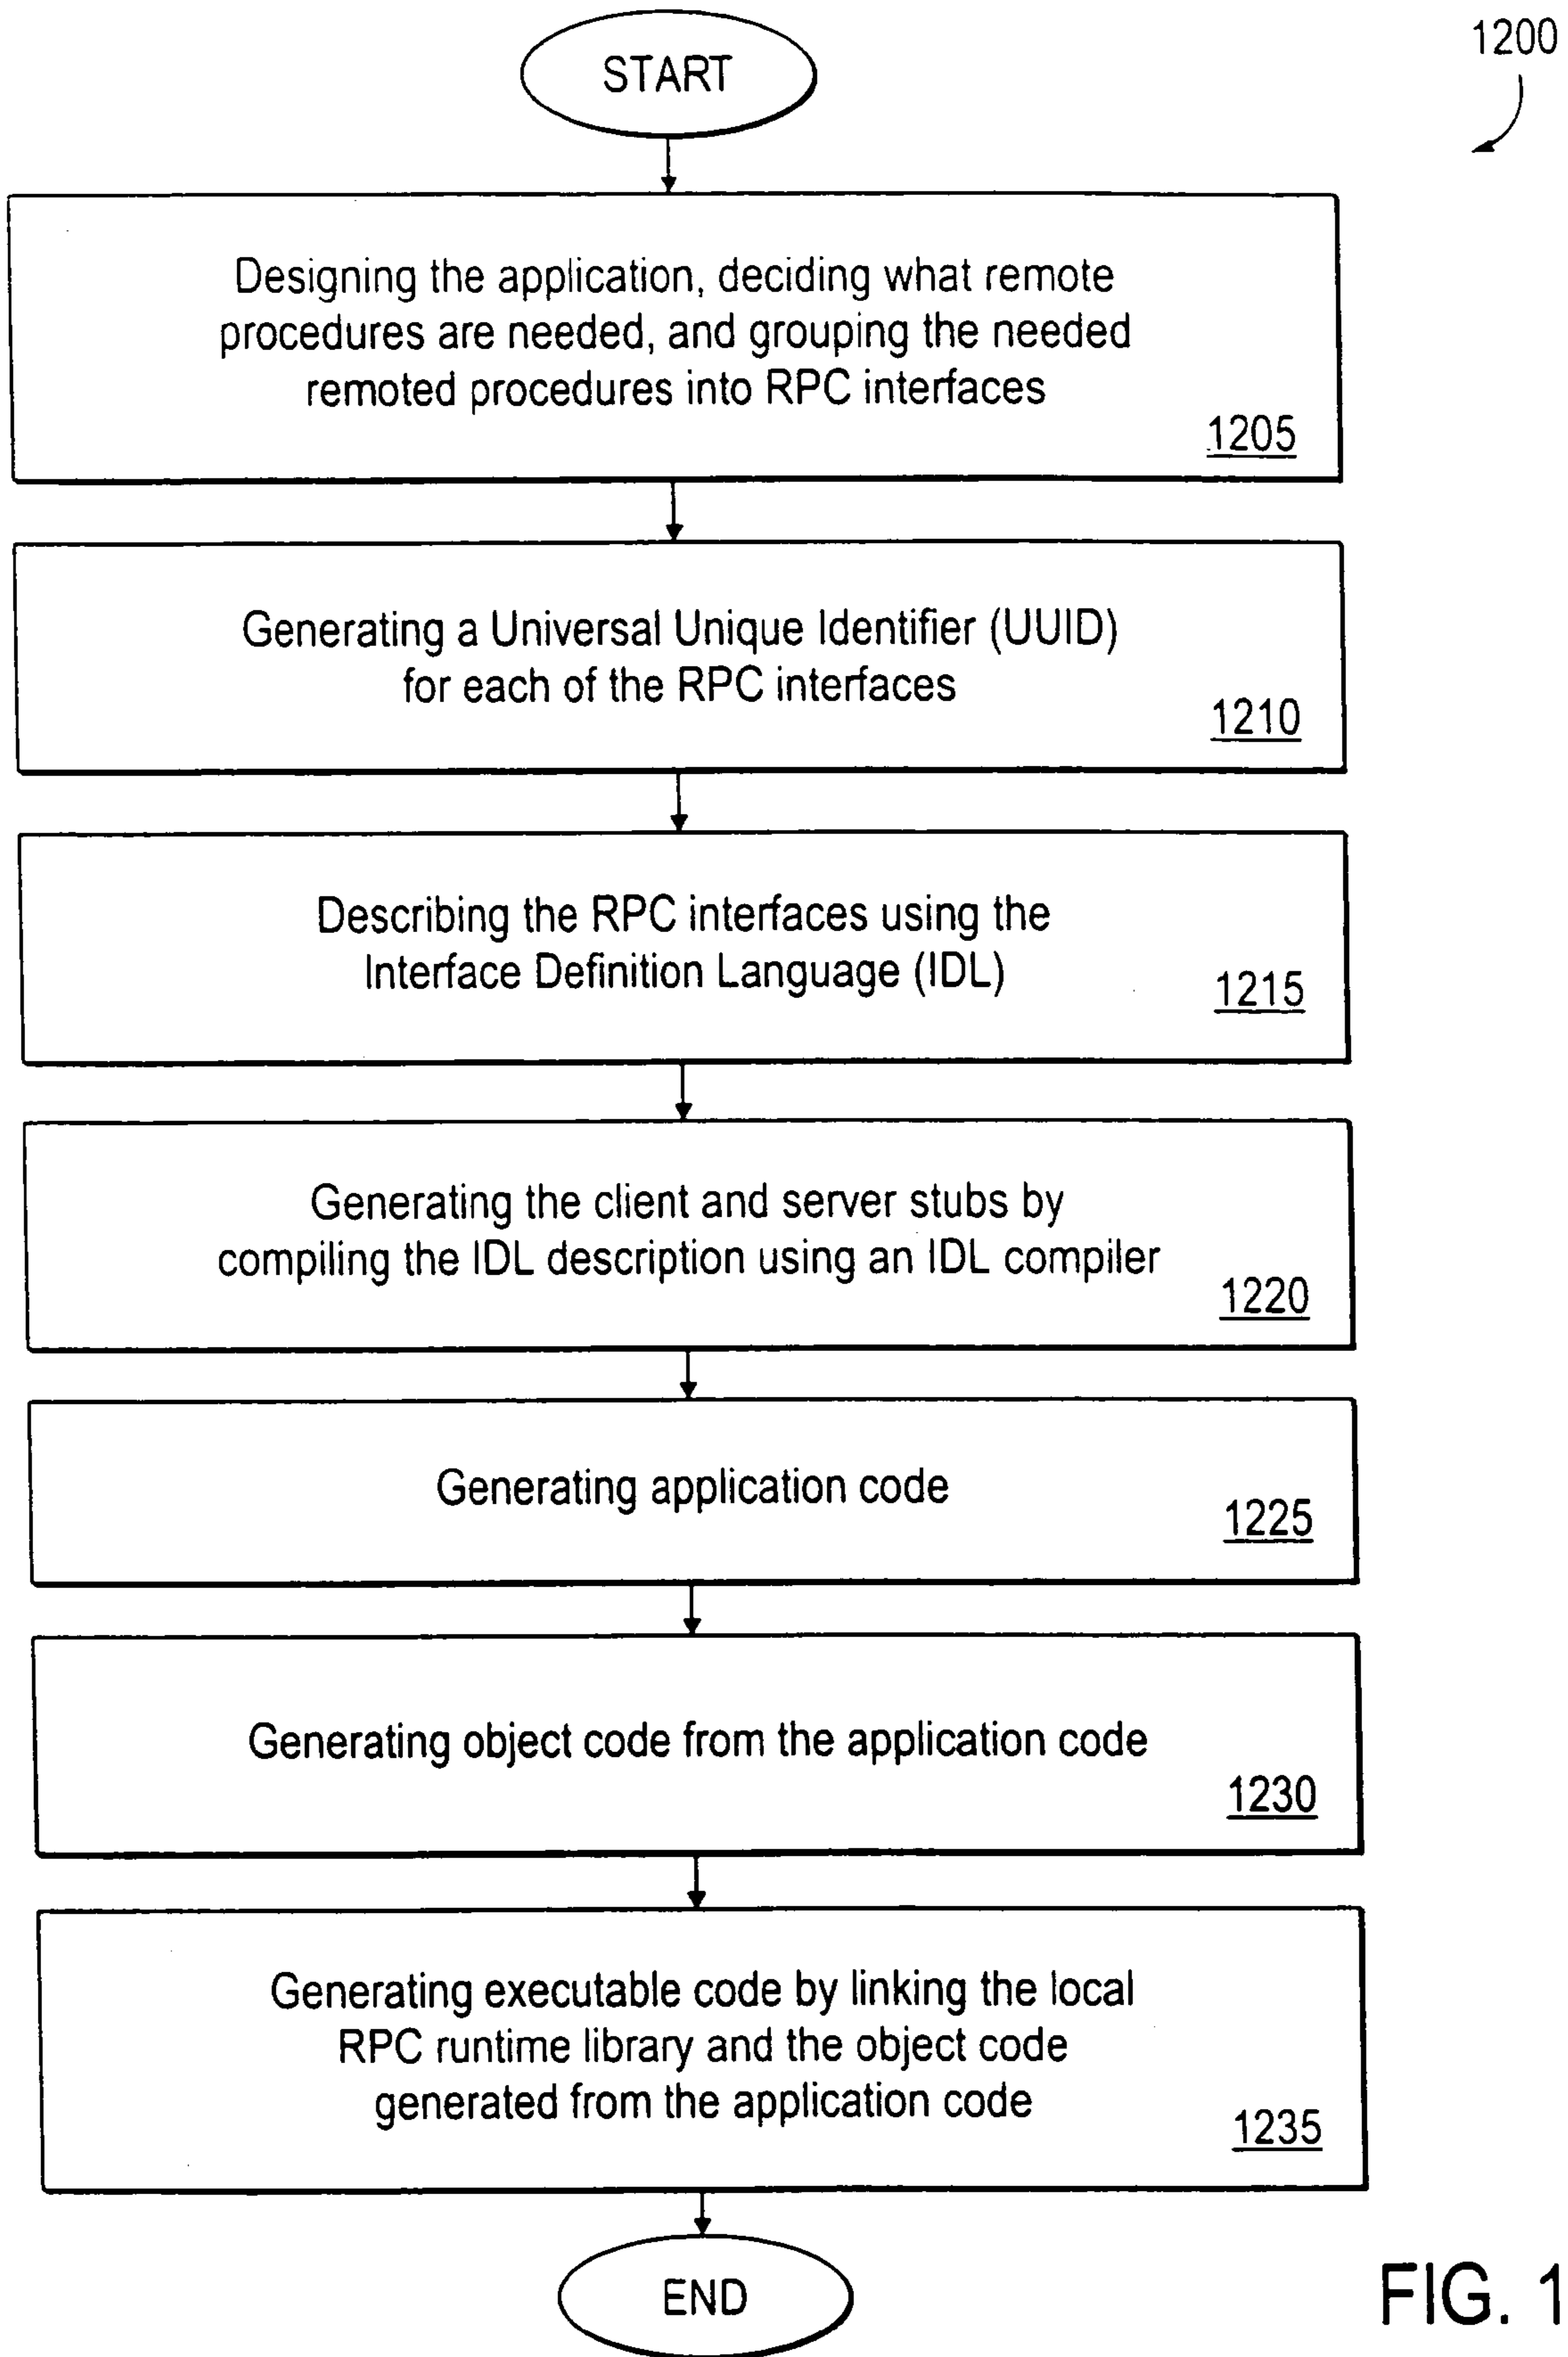 START
1200
Designing the application, deciding what remote
procedures are needed, and grouping the needed
remoted procedures into RPC interfaces
1205
Generating a Universal Unique Identifier (UUID)
for each of the RPC interfaces
1210
Describing the RPC interfaces using the
Interface Definition Language (IDL)
1215
Generating the client and server stubs by
compiling the IDL description using an IDL compiler
1220
Generating application code
1225
Generating object code from the application code
1230
Generating executable code by linking the local
RPC runtime library and the object code
generated from the application code
1235
END
FIG. 1